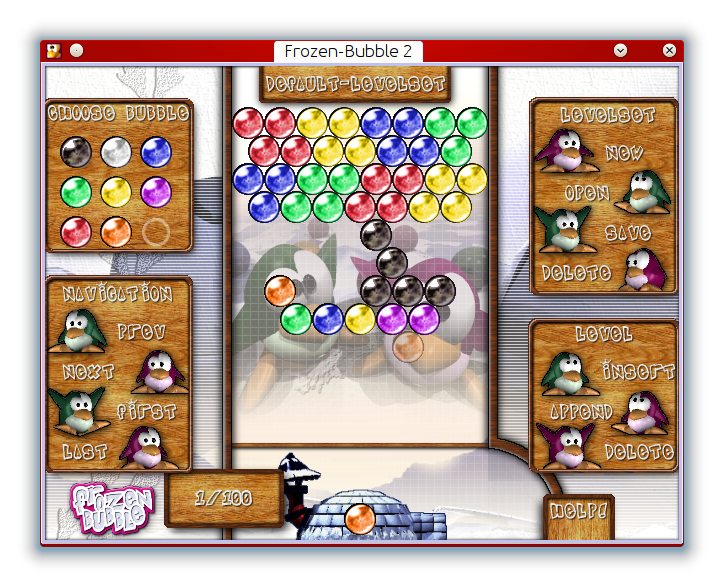 Frozen-Bubble 2
DEFAULT-LEVELSET
CHOOSE BUBBLE
NAVIGATION
PREV
NEXT
FIRST
LAST
LEVELSET
NEW
OPEN
SAVE
DELETE
LEVEL
INSERT
APPEND
DELETE
FROZEN
BUBBLE
1/100
HELP!